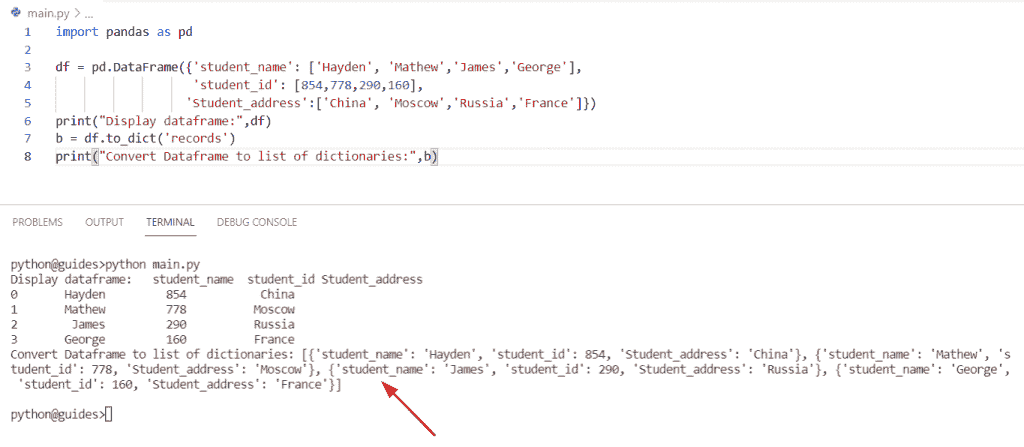 main.py > ...
1 import pandas as pd
2
3 df = pd.DataFrame({'student_name': ['Hayden', 'Mathew','James','George'],
4 'student_id': [854,778,290,160],
5 'Student_address':['China', 'Moscow','Russia','France']})
6 print("Display dataframe:",df)
7 b = df.to_dict('records')
8 print("Convert Dataframe to list of dictionaries:",b)
PROBLEMS OUTPUT TERMINAL DEBUG CONSOLE
python@guides>python main.py
Display dataframe:   student_name  student_id Student_address
0       Hayden         854           China
1       Mathew         778          Moscow
2        James         290          Russia
3       George         160          France
Convert Dataframe to list of dictionaries: [{'student_name': 'Hayden', 'student_id': 854, 'Student_address': 'China'}, {'student_name': 'Mathew', 's
tudent_id': 778, 'Student_address': 'Moscow'}, {'student_name': 'James', 'student_id': 290, 'Student_address': 'Russia'}, {'student_name': 'George',
 'student_id': 160, 'Student_address': 'France'}]
python@guides>